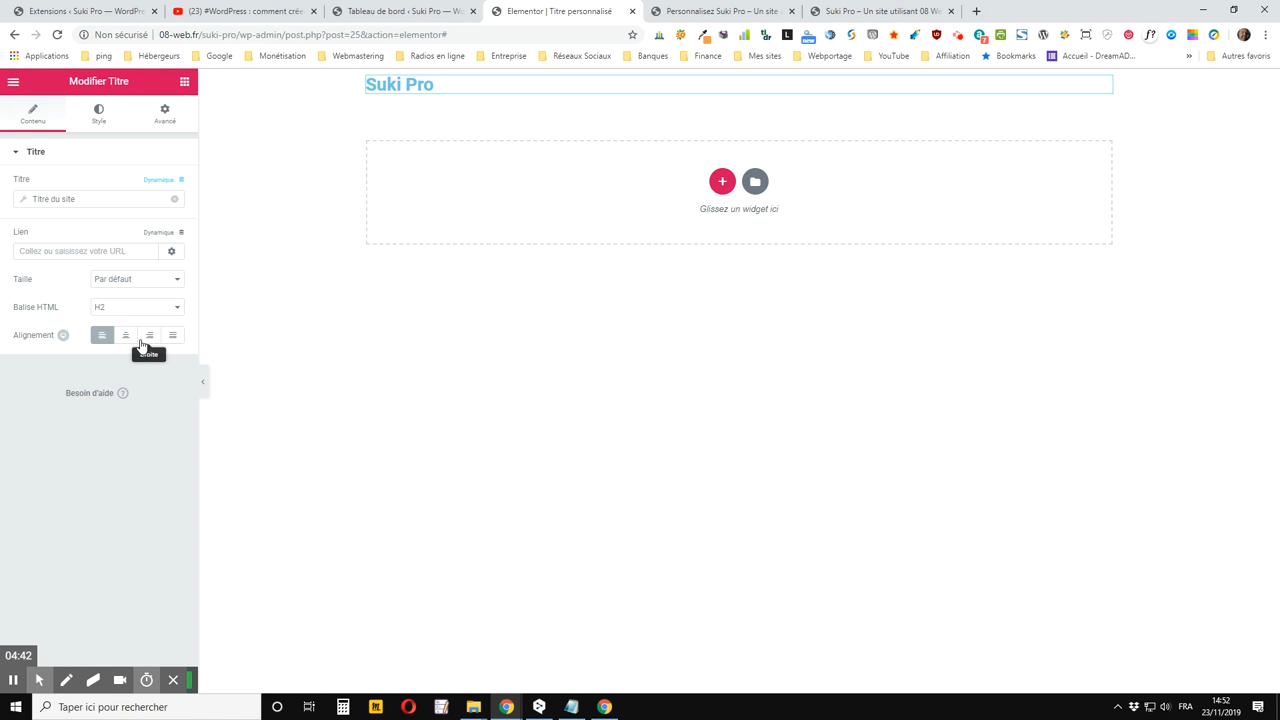 Extensions ‹ Suki Pro — WordPre
(23) #WordPress : comment crée
Tableau de bord ‹ Suki Pro — Wo
Elementor | Titre personnalisé
Personnalisez Suki Pro – Un site
Suki Pro – Un site utilisant 08 We
Non sécurisé | 08-web.fr/suki-pro/wp-admin/post.php?post=258&action=elementor#
Applications
ping
Hébergeurs
Google
Monétisation
Webmastering
Radios en ligne
Entreprise
Réseaux Sociaux
Banques
Finance
Mes sites
Webportage
YouTube
Affiliation
Bookmarks
Accueil - DreamAD...
»
Autres favoris
Modifier Titre
Suki Pro
Contenu
Style
Avancé
Titre
Titre
Dynamique
Titre du site
Glissez un widget ici
Lien
Dynamique
Collez ou saisissez votre URL
Taille
Par défaut
Balise HTML
H2
Alignement
Besoin d'aide ?
04:42
Taper ici pour rechercher
FRA
14:52
23/11/2019